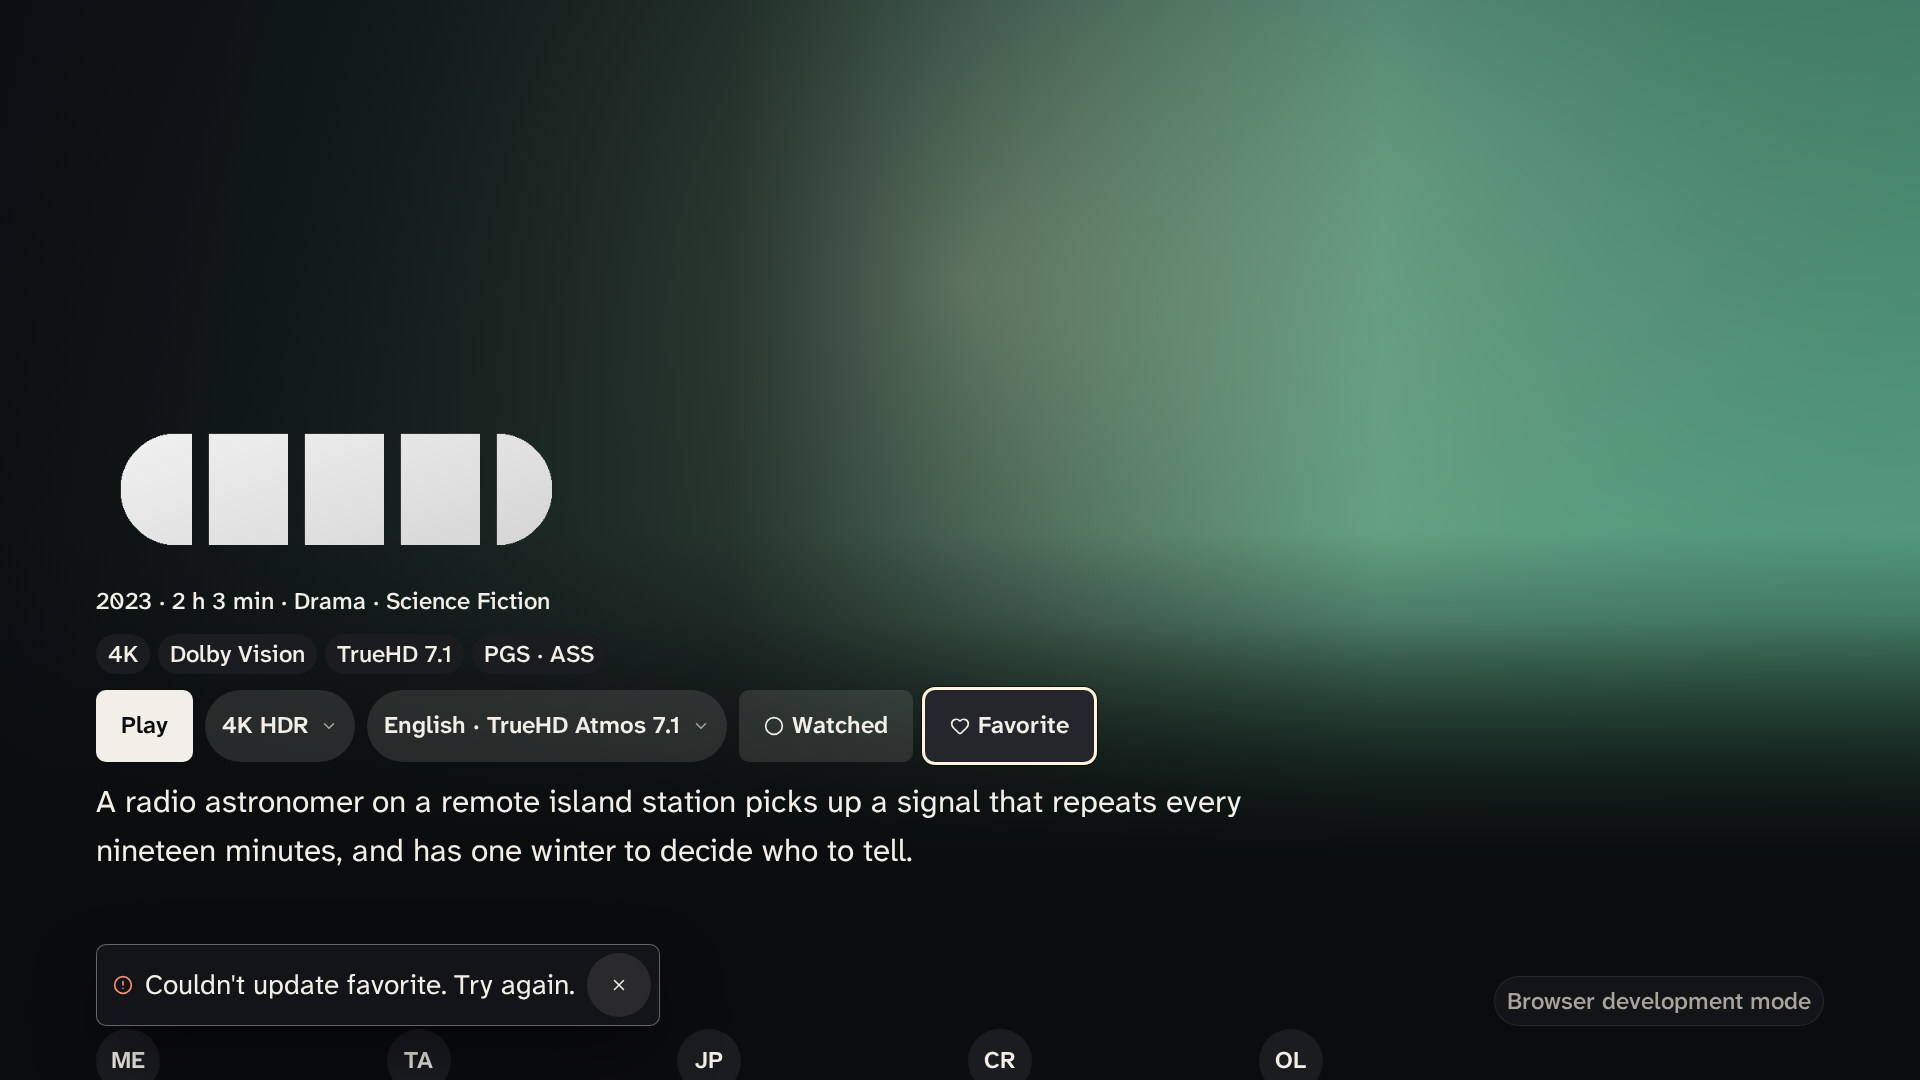 2023 · 2 h 3 min · Drama · Science Fiction
4K Dolby Vision TrueHD 7.1 PGS · ASS
Play 4K HDR English · TrueHD Atmos 7.1 Watched Favorite
A radio astronomer on a remote island station picks up a signal that repeats every
nineteen minutes, and has one winter to decide who to tell.
Couldn't update favorite. Try again.
Browser development mode
ME TA JP CR OL